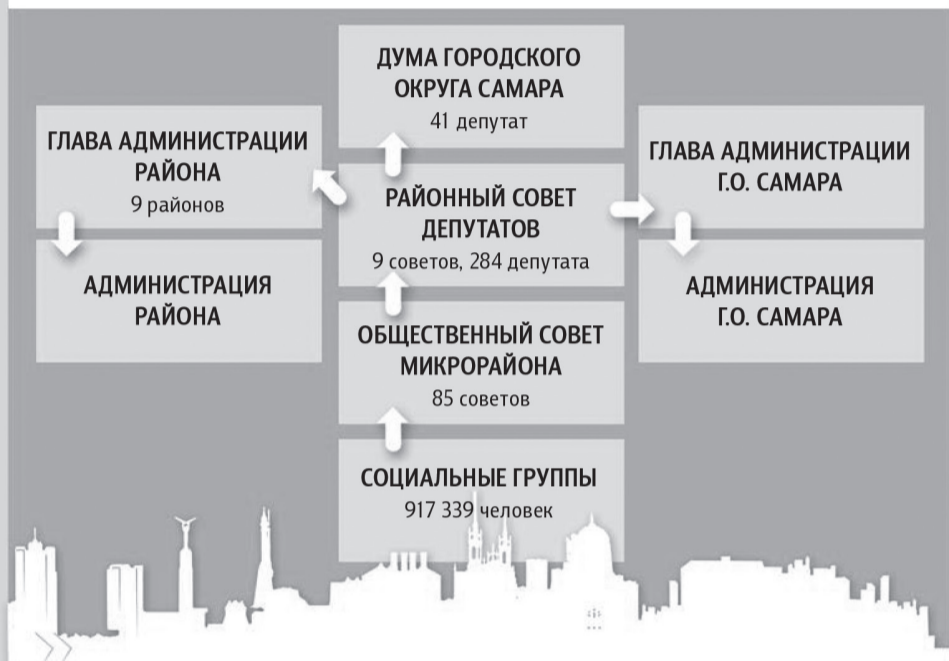 ДУМА ГОРОДСКОГО
ОКРУГА САМАРА
41 депутат
ГЛАВА АДМИНИСТРАЦИИ
РАЙОНА
9 районов
РАЙОННЫЙ СОВЕТ
ДЕПУТАТОВ
9 советов, 284 депутата
ГЛАВА АДМИНИСТРАЦИИ
Г.О. САМАРА
АДМИНИСТРАЦИЯ
РАЙОНА
АДМИНИСТРАЦИЯ
Г.О. САМАРА
ОБЩЕСТВЕННЫЙ СОВЕТ
МИКРОРАЙОНА
85 советов
СОЦИАЛЬНЫЕ ГРУППЫ
917 339 человек